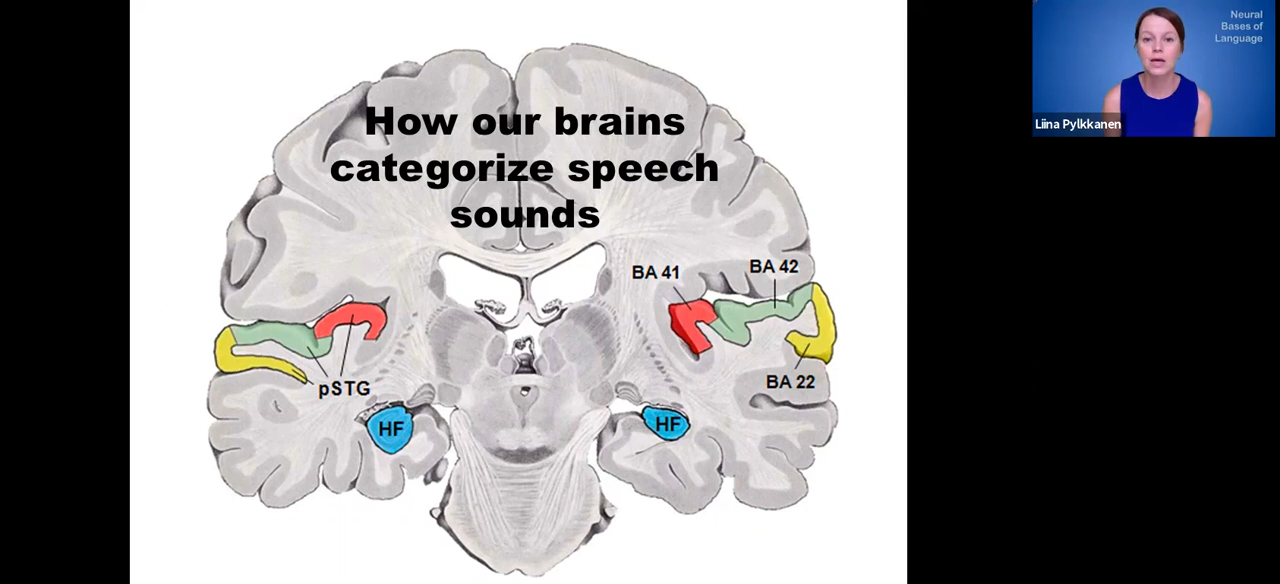 How our brains
categorize speech
sounds
BA 41
BA 42
pSTG
BA 22
HF
HF
Neural
Bases of
Language
Liina Pylkkanen